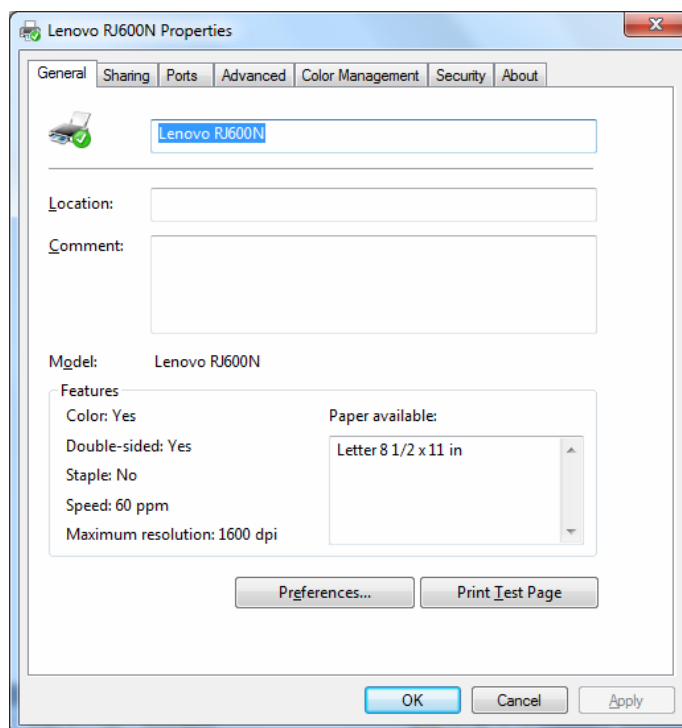 Lenovo RJ600N Properties
General Sharing Ports Advanced Color Management Security About
Lenovo RJ600N
Location:
Comment:
Model: Lenovo RJ600N
Features
Color: Yes
Paper available:
Double-sided: Yes
Letter 8 1/2 x 11 in
Staple: No
Speed: 60 ppm
Maximum resolution: 1600 dpi
Preferences... Print Test Page
OK Cancel Apply